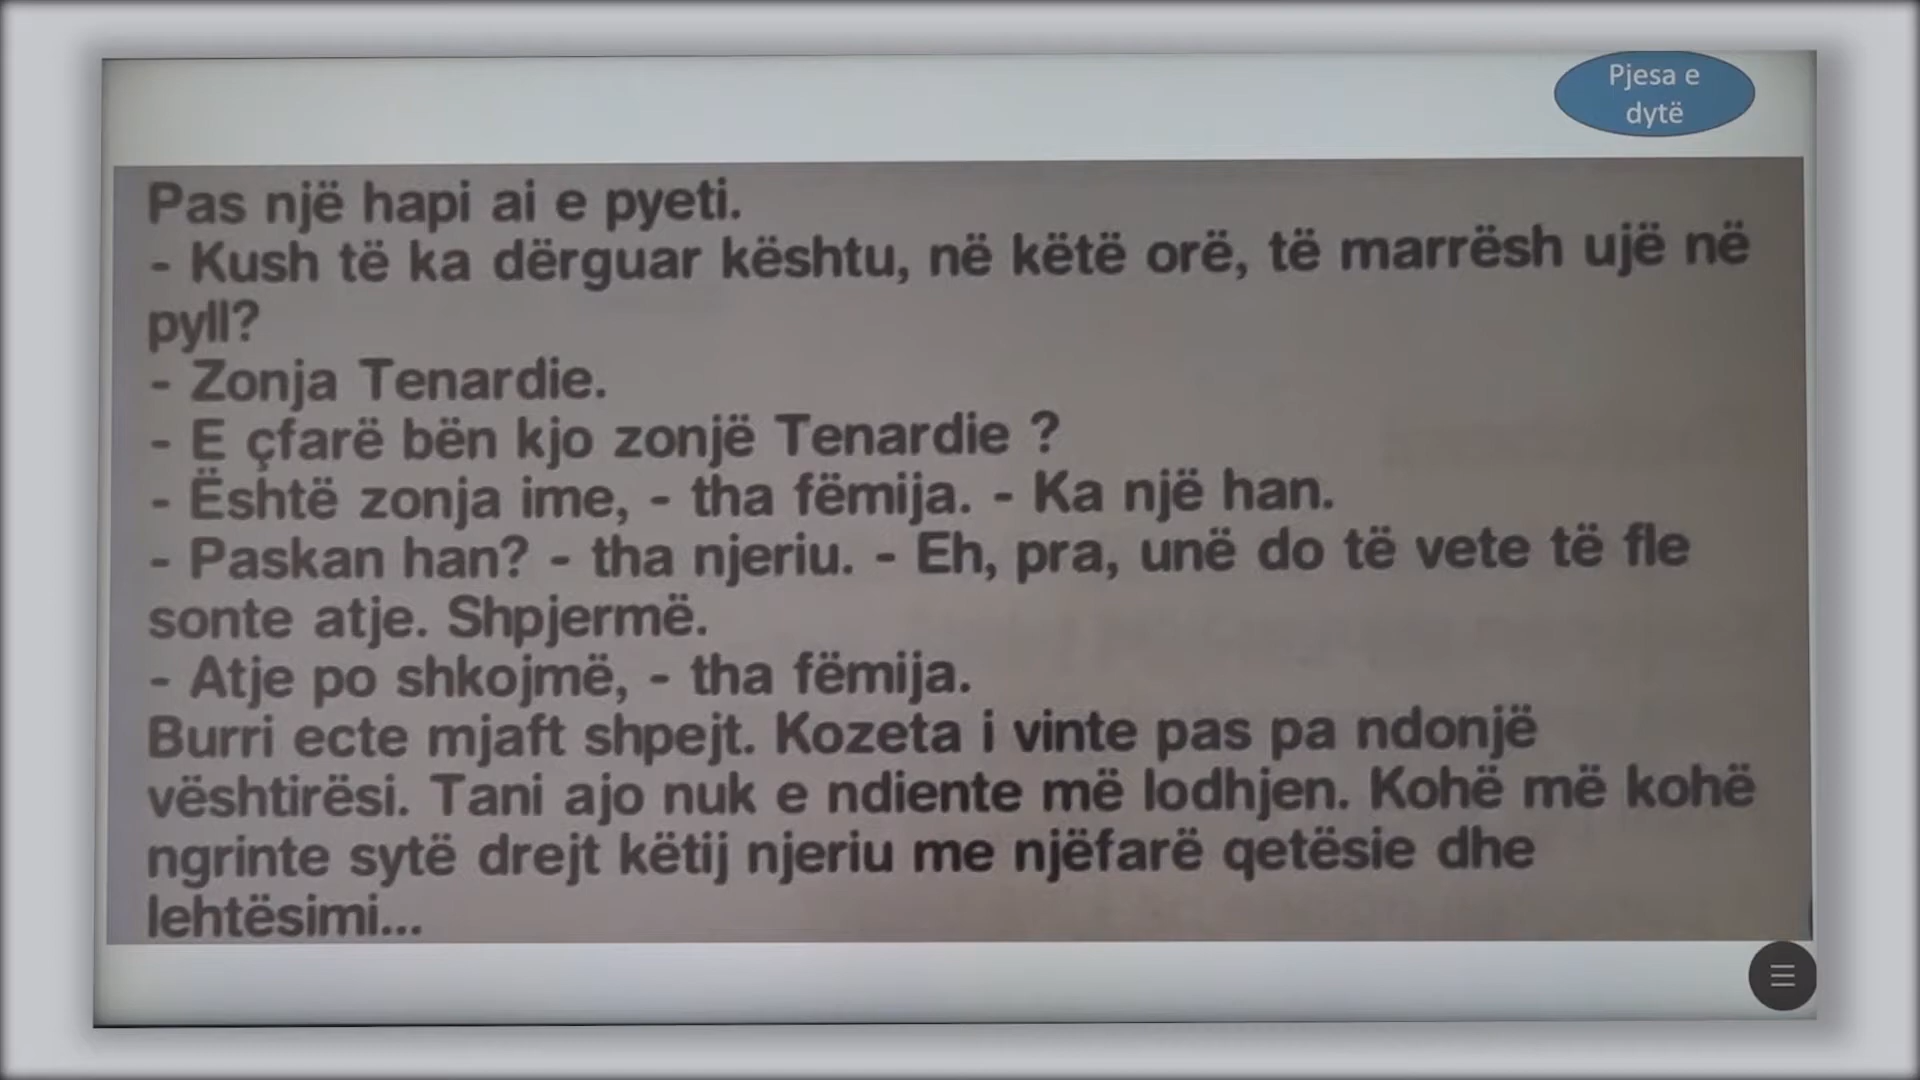 Pjesa e
dytë
Pas një hapi ai e pyeti.
- Kush të ka dërguar kështu, në këtë orë, të marrësh ujë në
pyll?
- Zonja Tenardie.
- E çfarë bën kjo zonjë Tenardie ?
- Është zonja ime, - tha fëmija. - Ka një han.
- Paskan han? - tha njeriu. - Eh, pra, unë do të vete të fle
sonte atje. Shpjermë.
- Atje po shkojmë, - tha fëmija.
Burri ecte mjaft shpejt. Kozeta i vinte pas pa ndonjë
vështirësi. Tani ajo nuk e ndiente më lodhjen. Kohë më kohë
ngrinte sytë drejt këtij njeriu me njëfarë qetësie dhe
lehtësimi...